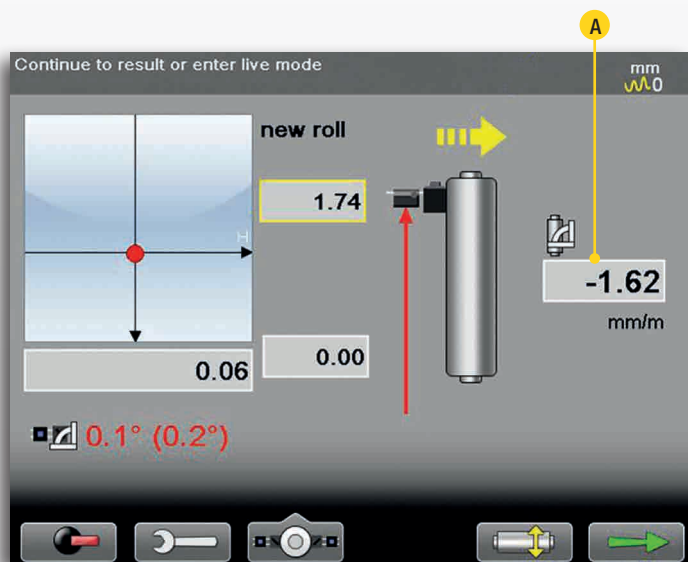 A
Continue to result or enter live mode
mm
0
new roll
1.74
H
-1.62
mm/m
0.06
0.00
0.1° (0.2°)